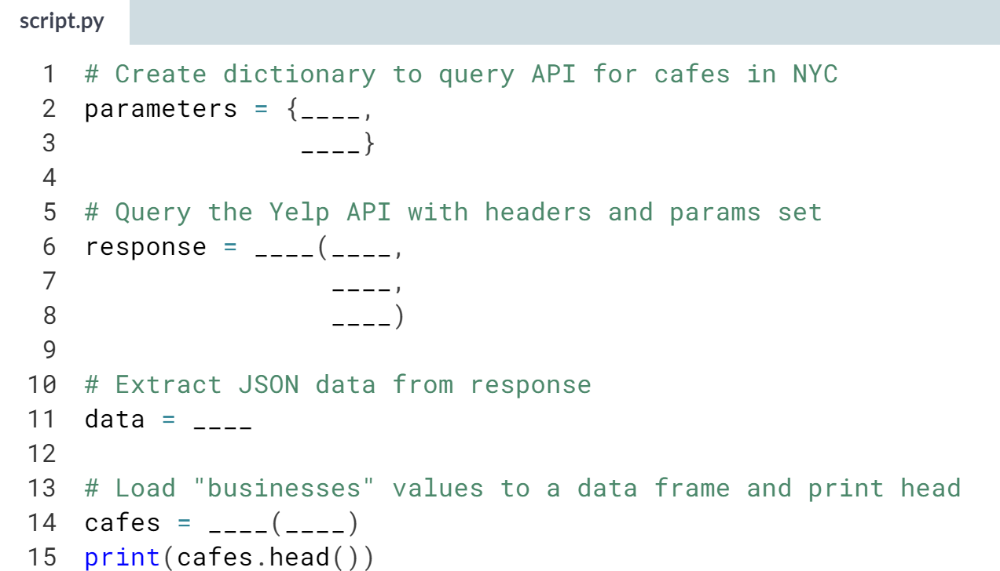 script.py
1 # Create dictionary to query API for cafes in NYC
2 parameters = {____,
3               ____}
4
5 # Query the Yelp API with headers and params set
6 response = ____(____,
7                 ____,
8                 ____)
9
10 # Extract JSON data from response
11 data = ____
12
13 # Load "businesses" values to a data frame and print head
14 cafes = ____(____)
15 print(cafes.head())